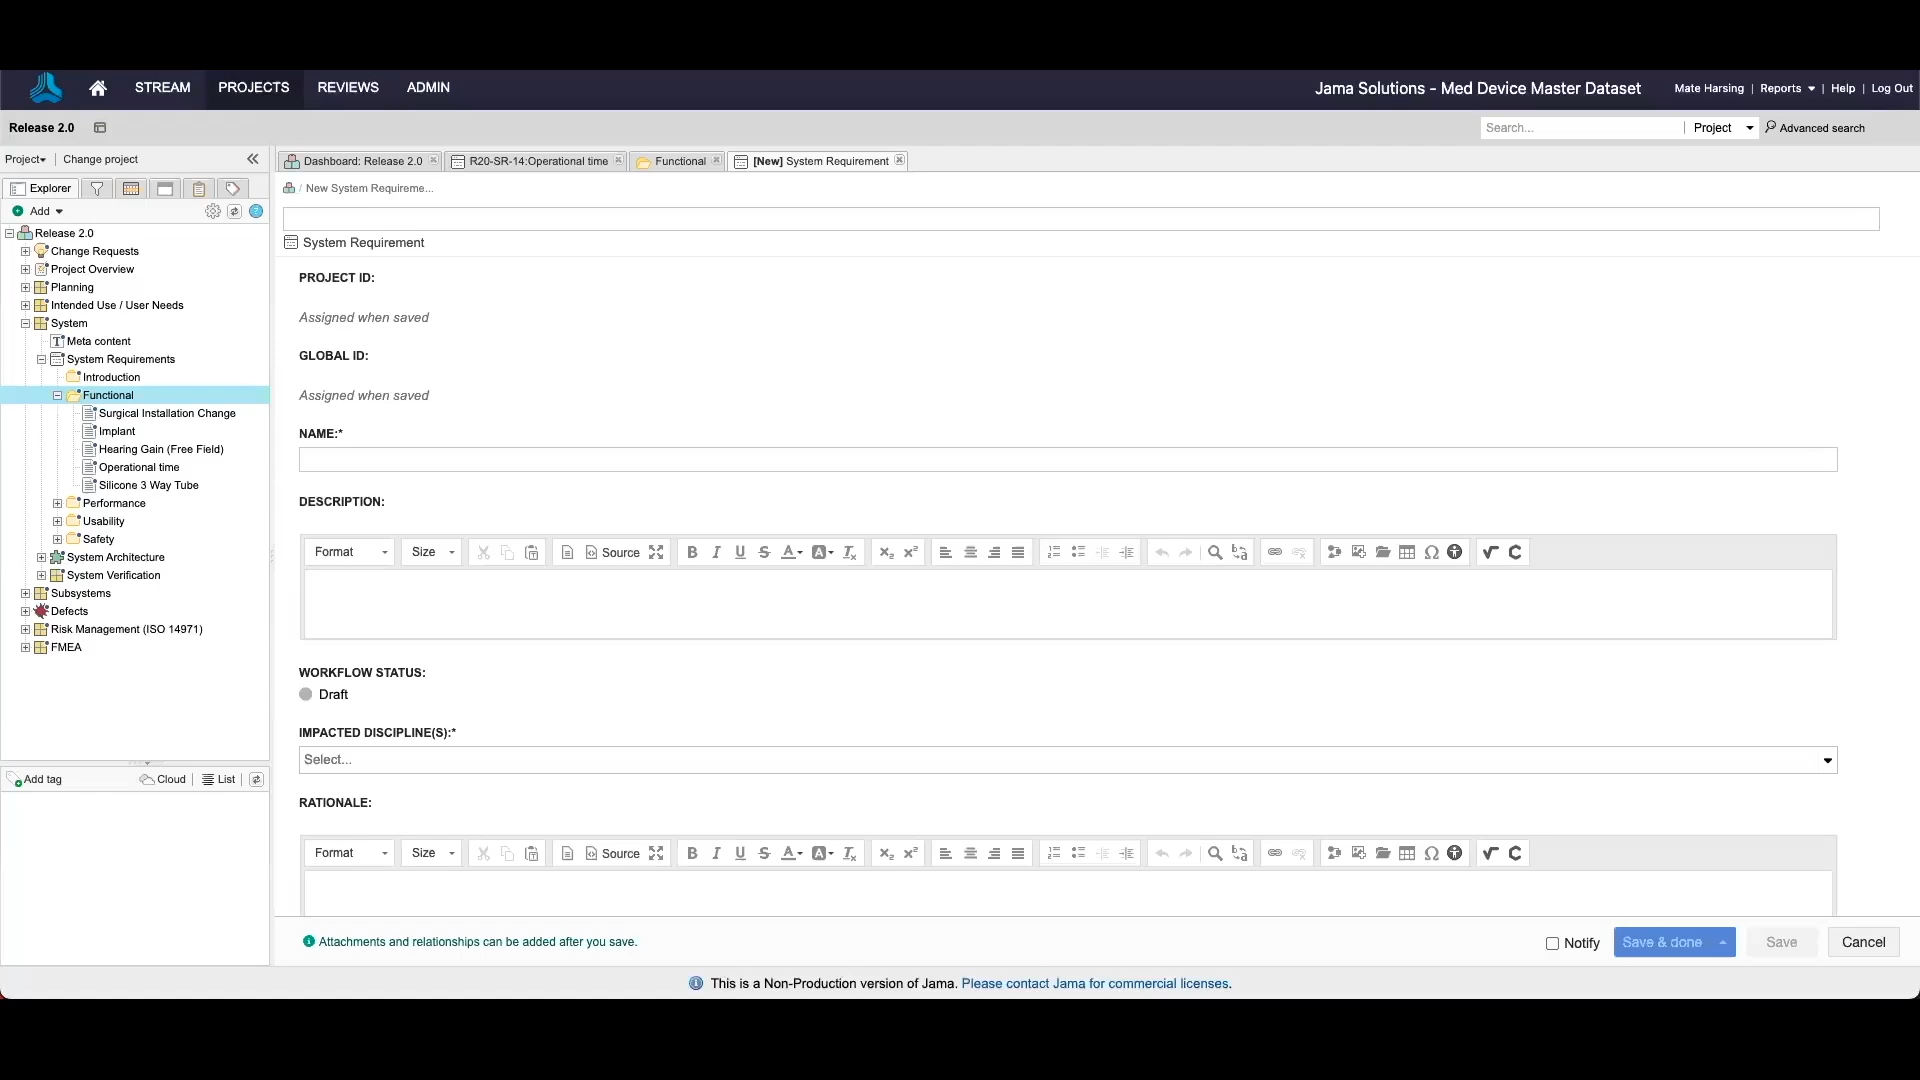 STREAM PROJECTS REVIEWS ADMIN Jama Solutions - Med Device Master Dataset Mate Harsing | Reports | Help | Log Out
Release 2.0 Search... Project Advanced search
Project Change project Dashboard: Release 2.0 R20-SR-14:Operational time Functional [New] System Requirement
Explorer / New System Requireme...
Add
Release 2.0
Change Requests
Project Overview
Planning
Intended Use / User Needs
System
Meta content
System Requirements
Introduction
Functional
Surgical Installation Change
Implant
Hearing Gain (Free Field)
Operational time
Silicone 3 Way Tube
Performance
Usability
Safety
System Architecture
System Verification
Subsystems
Defects
Risk Management (ISO 14971)
FMEA
Add tag Cloud List
System Requirement
PROJECT ID:
Assigned when saved
GLOBAL ID:
Assigned when saved
NAME:*
DESCRIPTION:
Format Size Source
WORKFLOW STATUS:
Draft
IMPACTED DISCIPLINE(S):*
Select...
RATIONALE:
Format Size Source
Attachments and relationships can be added after you save. Notify Save & done Save Cancel
This is a Non-Production version of Jama. Please contact Jama for commercial licenses.